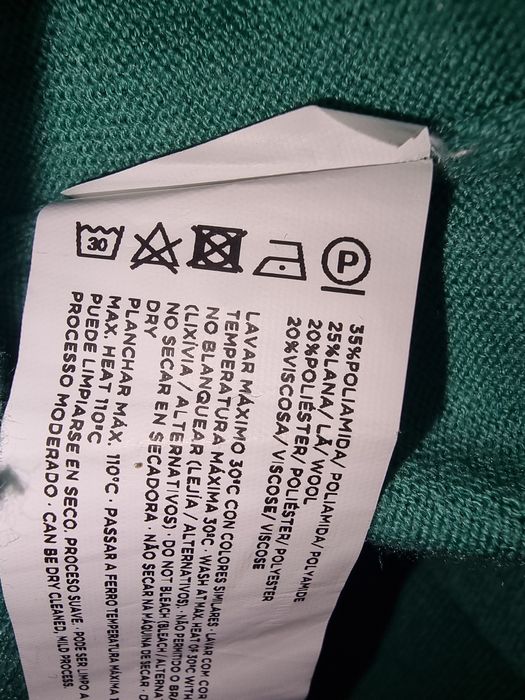 30
P
35%POLIAMIDA/ POLIAMIDA/ POLYAMIDE
25%LANA/ LÃ/ WOOL
20%POLIÉSTER/ POLIÉSTER/ POLYESTER
20%VISCOSA/ VISCOSE/ VISCOSE
LAVAR MÁXIMO 30ºC CON COLORES SIMILARES · LAVAR COM COR
TEMPERATURA MÁXIMA 30ºC · WASH AT MAX. HEAT OF 30ºC WITH
NO BLANQUEAR (LEJÍA / ALTERNATIVOS) · NÃO PERMITIDO O BR
(LIXÍVIA / ALTERNATIVOS) · DO NOT BLEACH (BLEACH / ALTERNA
NO SECAR EN SECADORA · NÃO SECAR NA MÁQUINA DE SECAR · D
DRY
PLANCHAR MÁX. 110ºC · PASSAR A FERRO TEMPERATURA MÁXIMA 1
MAX. HEAT 110ºC
PUEDE LIMPIARSE EN SECO, PROCESO SUAVE · PODE SER LIMPO A
PROCESSO MODERADO · CAN BE DRY CLEANED, MILD PROCESS.